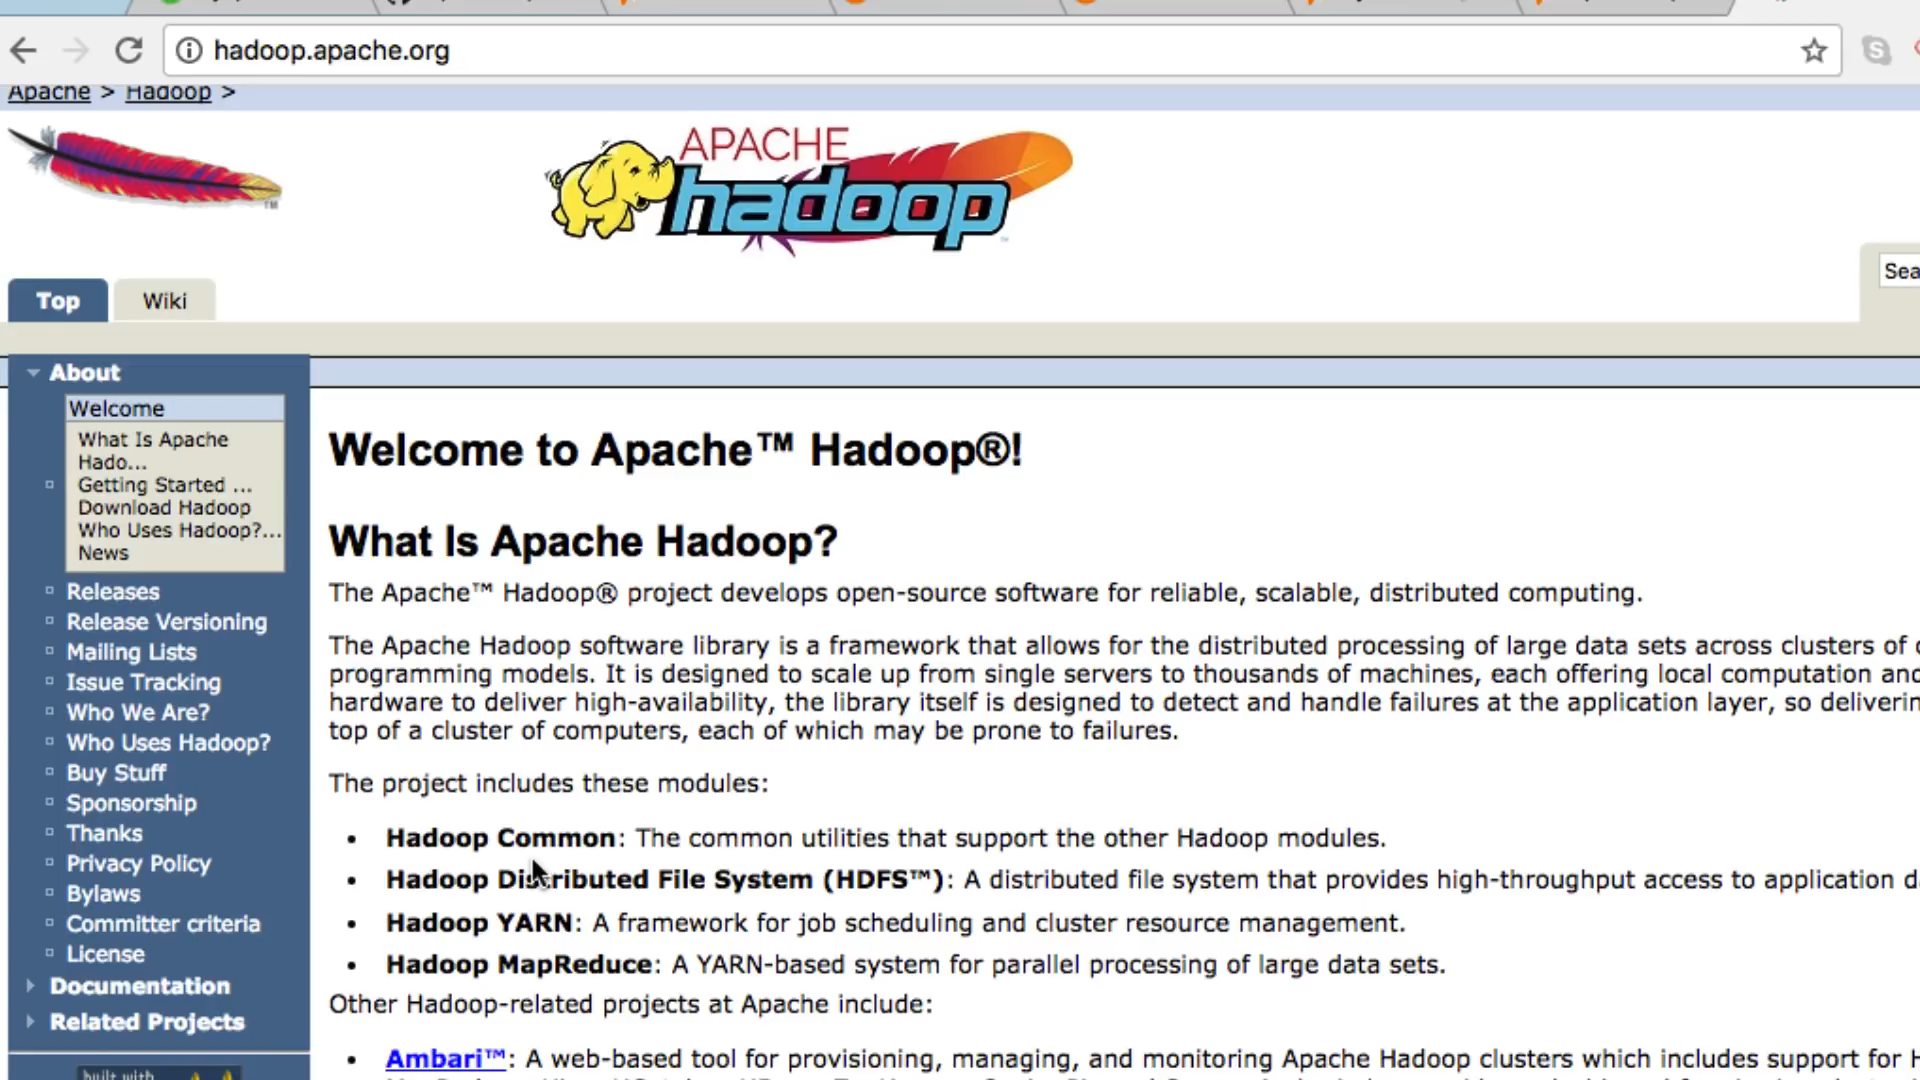 hadoop.apache.org
Apache > Hadoop >
APACHE
hadoop
TM
Top
Wiki
Sea
About
Welcome
What Is Apache
Hado...
Getting Started ...
Download Hadoop
Who Uses Hadoop?...
News
Releases
Release Versioning
Mailing Lists
Issue Tracking
Who We Are?
Who Uses Hadoop?
Buy Stuff
Sponsorship
Thanks
Privacy Policy
Bylaws
Committer criteria
License
Documentation
Related Projects
built with
Welcome to Apache™ Hadoop®!
What Is Apache Hadoop?
The Apache™ Hadoop® project develops open-source software for reliable, scalable, distributed computing.
The Apache Hadoop software library is a framework that allows for the distributed processing of large data sets across clusters of
programming models. It is designed to scale up from single servers to thousands of machines, each offering local computation and
hardware to deliver high-availability, the library itself is designed to detect and handle failures at the application layer, so deliverin
top of a cluster of computers, each of which may be prone to failures.
The project includes these modules:
• Hadoop Common: The common utilities that support the other Hadoop modules.
• Hadoop Distributed File System (HDFS™): A distributed file system that provides high-throughput access to application d
• Hadoop YARN: A framework for job scheduling and cluster resource management.
• Hadoop MapReduce: A YARN-based system for parallel processing of large data sets.
Other Hadoop-related projects at Apache include:
• Ambari™: A web-based tool for provisioning, managing, and monitoring Apache Hadoop clusters which includes support for H